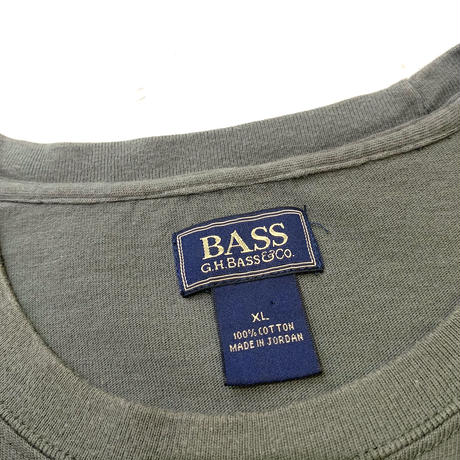 BASS
G.H.BASS&CO.
XL
100% COTTON
MADE IN JORDAN